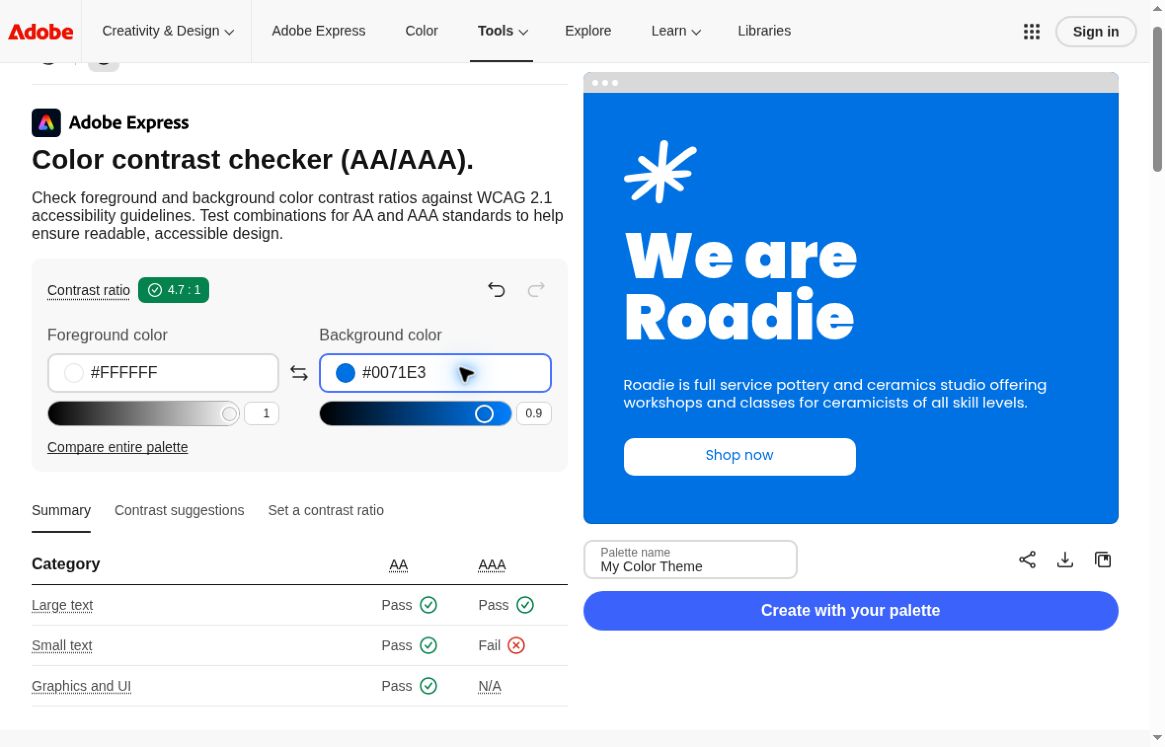 Adobe
Creativity & Design
Adobe Express
Color
Tools
Explore
Learn
Libraries
Sign in
Adobe Express
Color contrast checker (AA/AAA).
Check foreground and background color contrast ratios against WCAG 2.1
accessibility guidelines. Test combinations for AA and AAA standards to help
ensure readable, accessible design.
Contrast ratio
4.7 : 1
Foreground color
Background color
#FFFFFF
#0071E3
1
0.9
Compare entire palette
Summary
Contrast suggestions
Set a contrast ratio
Category AA AAA
Large text Pass Pass
Small text Pass Fail
Graphics and UI Pass N/A
We are
Roadie
Roadie is full service pottery and ceramics studio offering
workshops and classes for ceramicists of all skill levels.
Shop now
Palette name
My Color Theme
Create with your palette